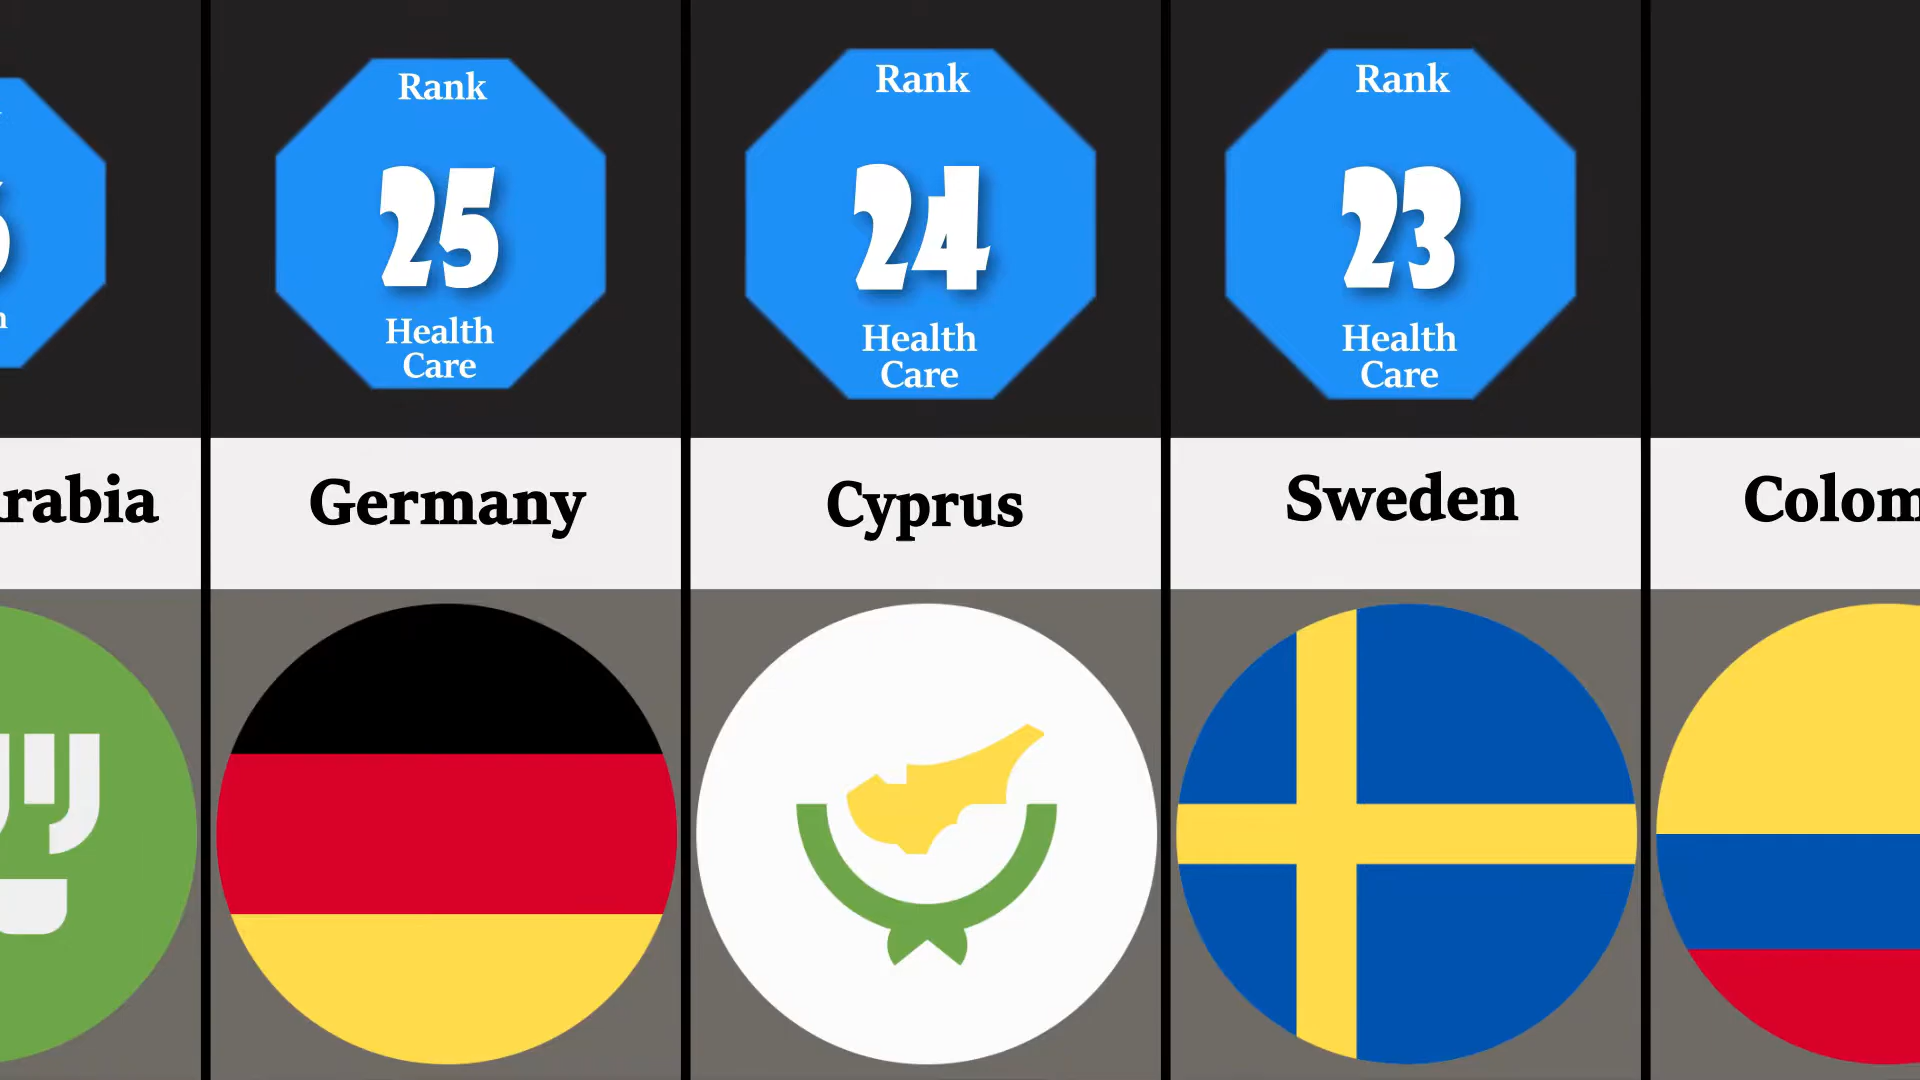 Rank
25
Health
Care
Rank
24
Health
Care
Rank
23
Health
Care
rabia
Germany
Cyprus
Sweden
Colom